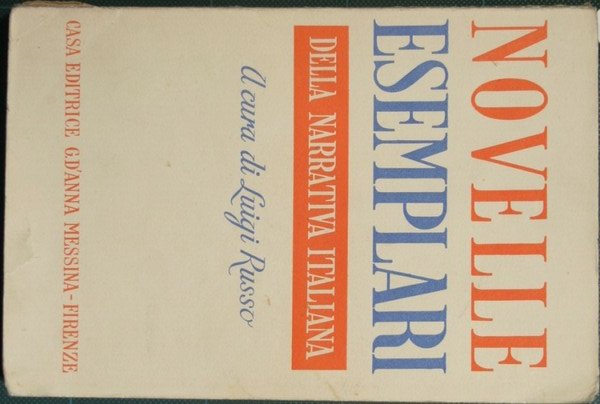 NOVELLE
ESEMPLARI
DELLA NARRATIVA ITALIANA
A cura di Luigi Russo
CASA EDITRICE G. D'ANNA MESSINA - FIRENZE